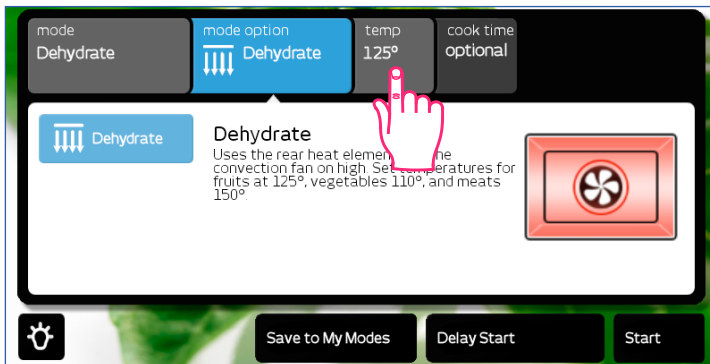 mode
Dehydrate
mode option
Dehydrate
temp
125°
cook time
optional
Dehydrate
Dehydrate
Uses the rear heat elemen he
convection fan on high. Set temperatures for
fruits at 125°, vegetables 110°, and meats
150°.
Save to My Modes
Delay Start
Start